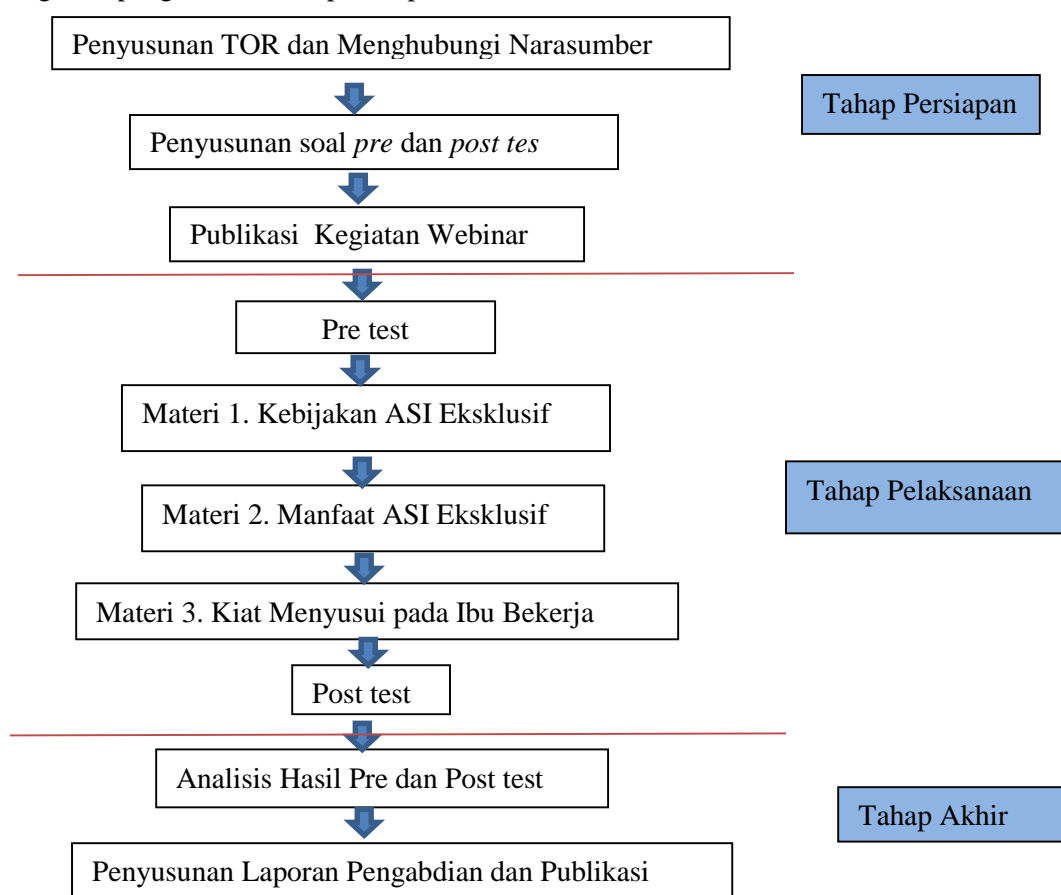 Penyusunan TOR dan Menghubungi Narasumber
Tahap Persiapan
Penyusunan soal pre dan post tes
Publikasi Kegiatan Webinar
Pre test
Materi 1. Kebijakan ASI Eksklusif
Tahap Pelaksanaan
Materi 2. Manfaat ASI Eksklusif
Materi 3. Kiat Menyusui pada Ibu Bekerja
Post test
Analisis Hasil Pre dan Post test
Tahap Akhir
Penyusunan Laporan Pengabdian dan Publikasi